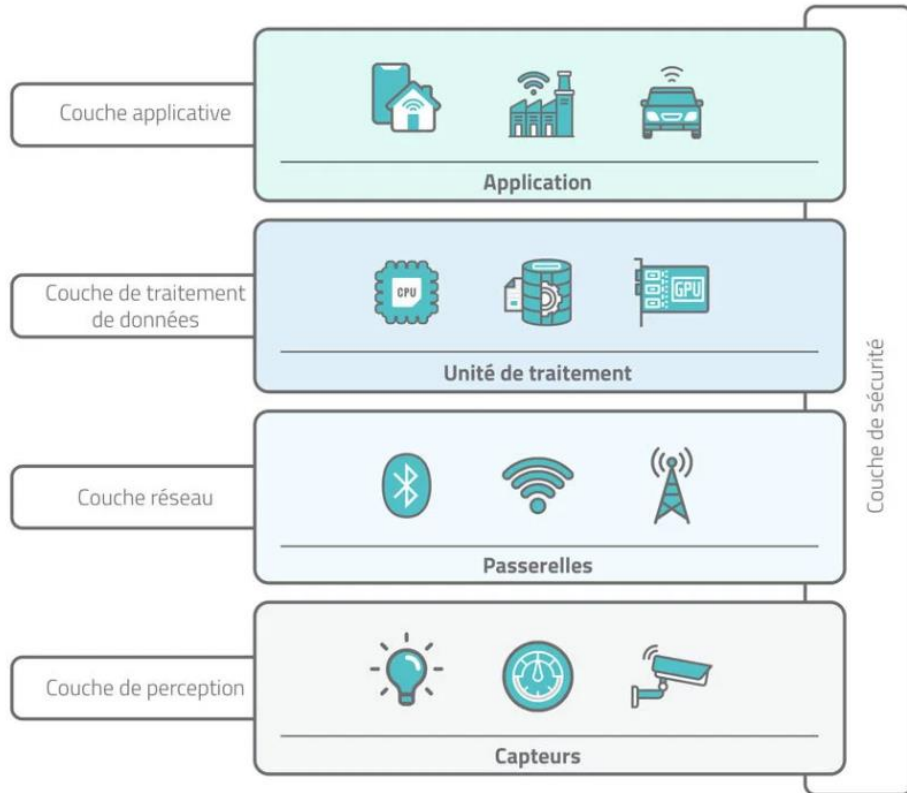 Couche applicative
Application
Couche de traitement
de données
CPU
GPU
Unité de traitement
Couche réseau
Passerelles
Couche de perception
Capteurs
Couche de sécurité